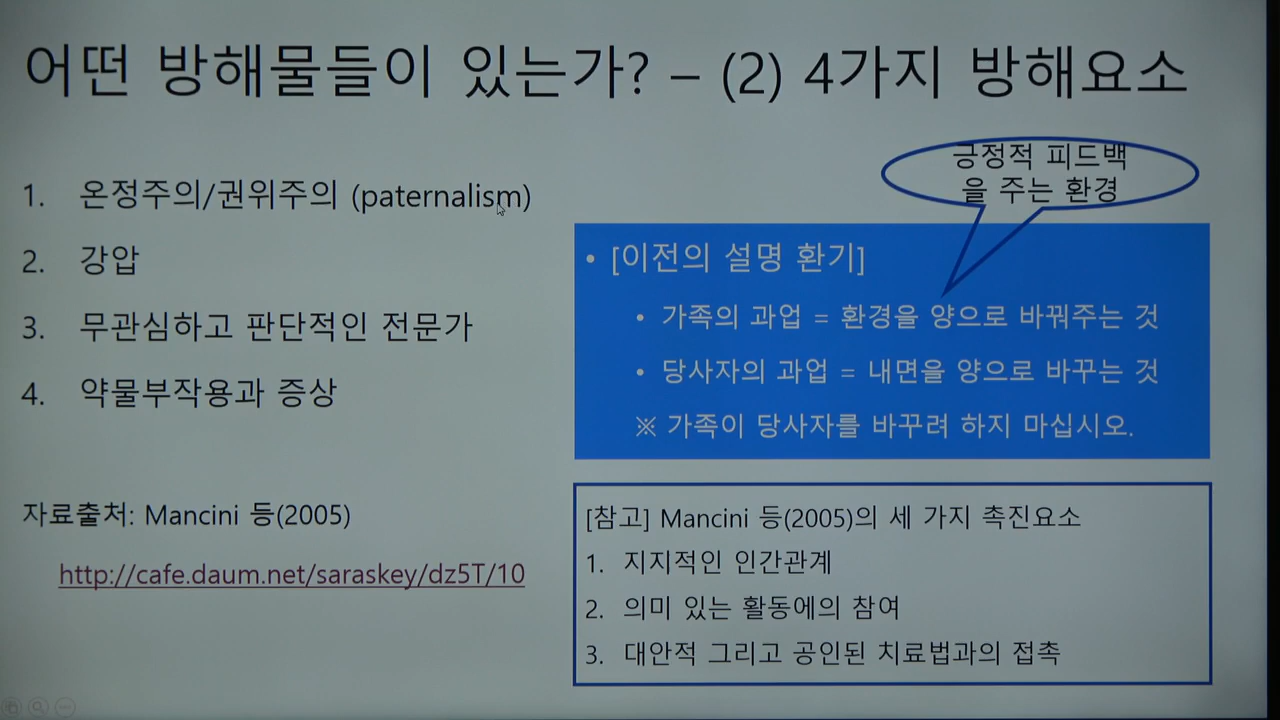 어떤 방해물들이 있는가? – (2) 4가지 방해요소
1. 온정주의/권위주의 (paternalism)
2. 강압
3. 무관심하고 판단적인 전문가
4. 약물부작용과 증상
자료출처: Mancini 등(2005)
http://cafe.daum.net/saraskey/dz5T/10
긍정적 피드백
을 주는 환경
• [이전의 설명 환기]
• 가족의 과업 = 환경을 양으로 바꿔주는 것
• 당사자의 과업 = 내면을 양으로 바꾸는 것
※ 가족이 당사자를 바꾸려 하지 마십시오.
[참고] Mancini 등(2005)의 세 가지 촉진요소
1. 지지적인 인간관계
2. 의미 있는 활동에의 참여
3. 대안적 그리고 공인된 치료법과의 접촉